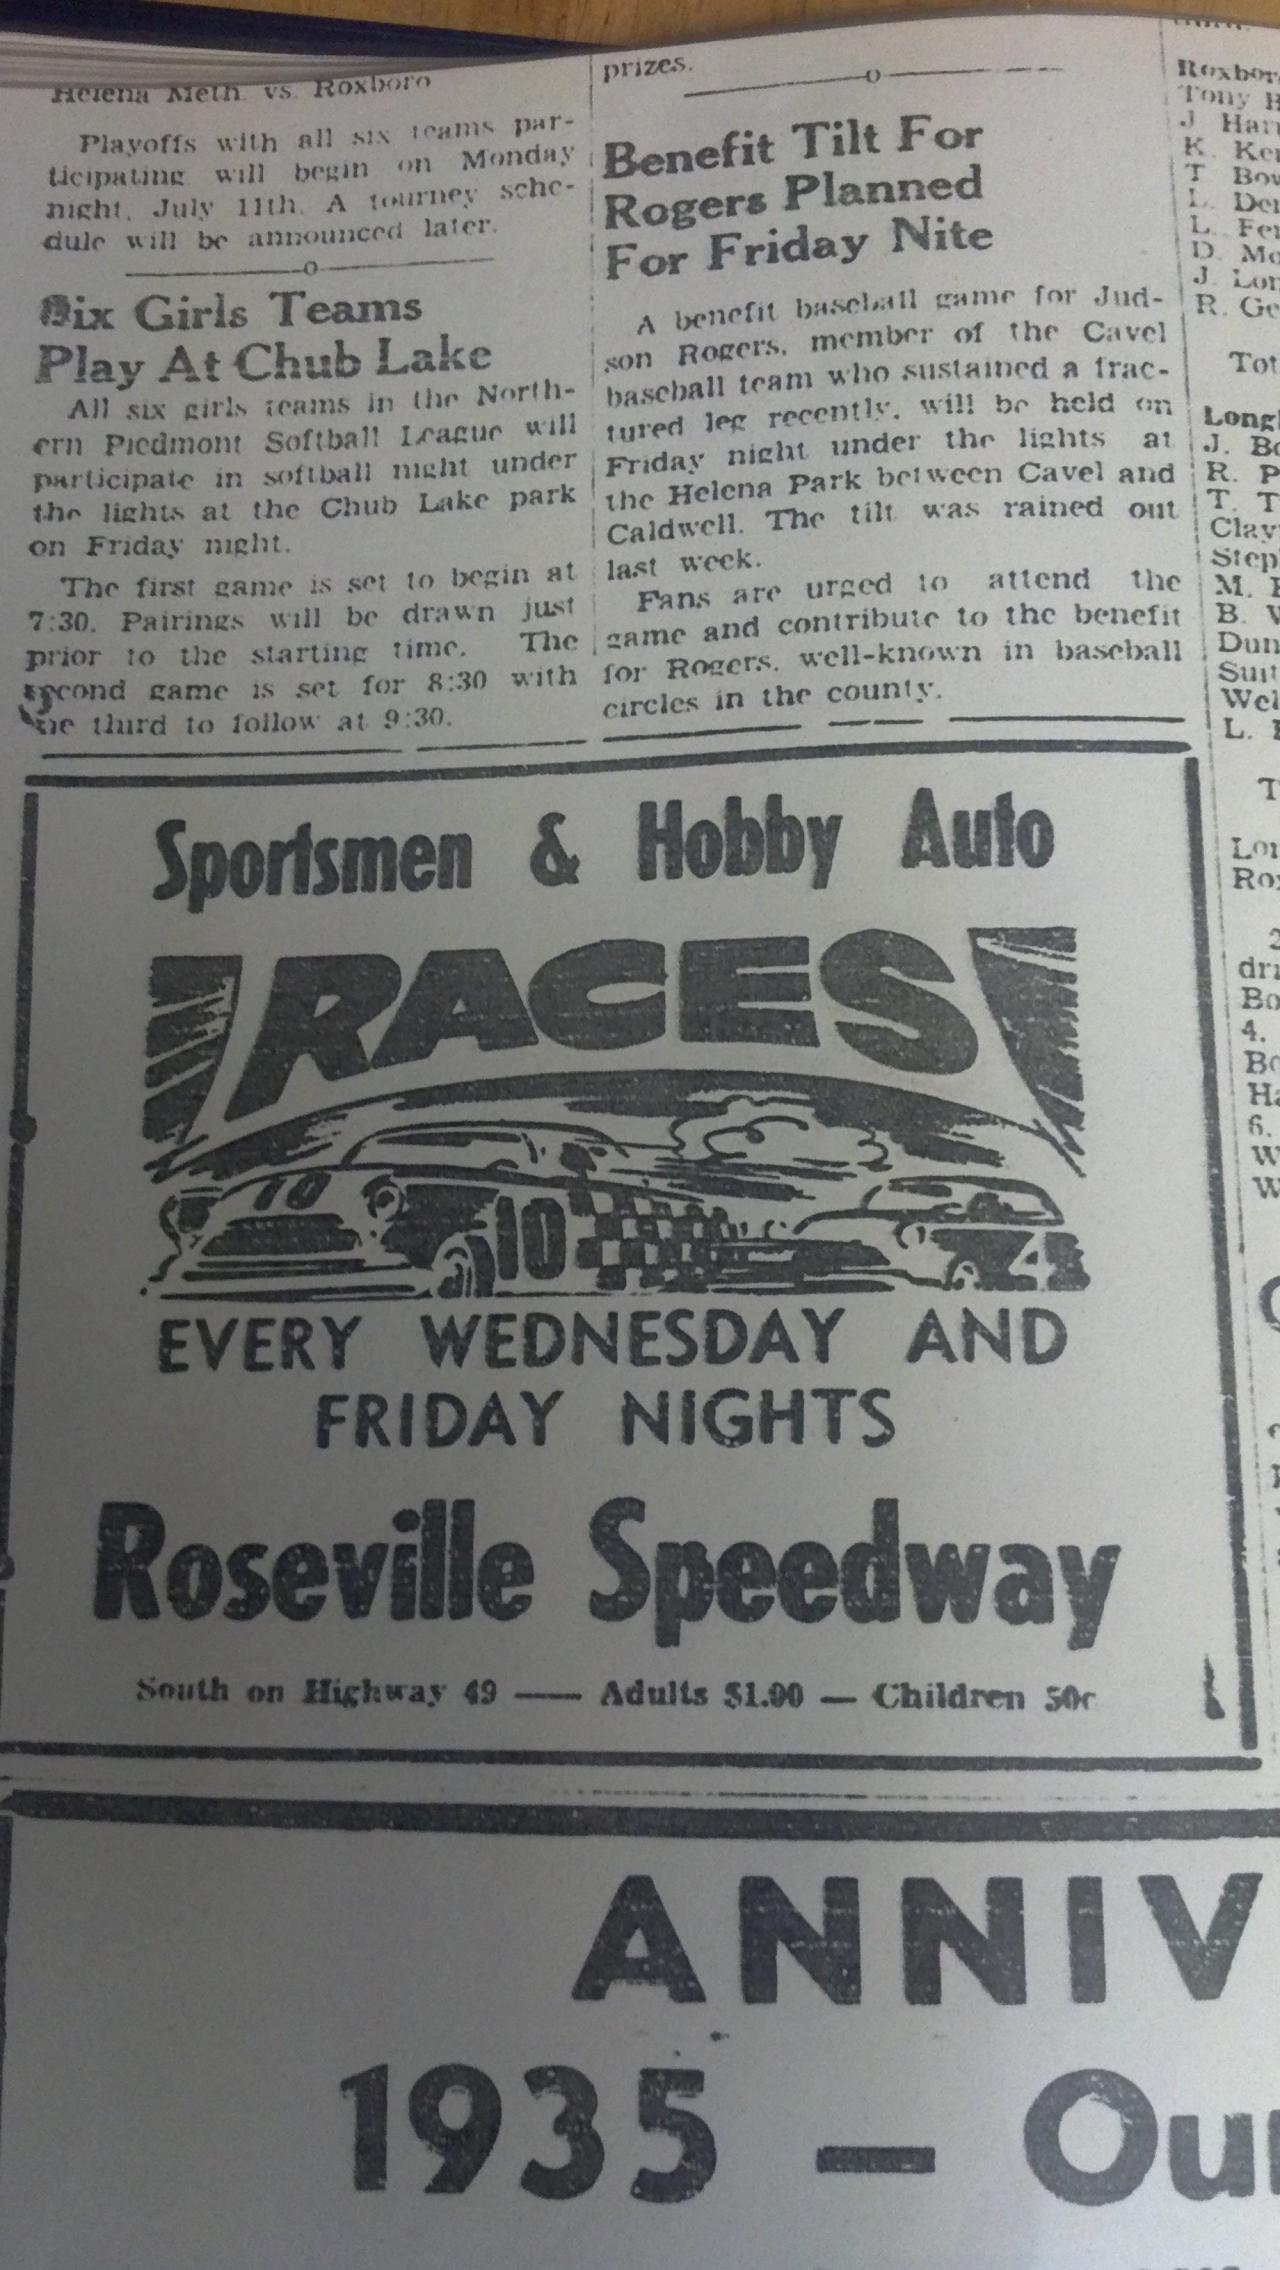 Helena Meth. vs. Roxboro
Playoffs with all six teams par-
ticipating will begin on Monday
night, July 11th. A tourney sche-
dule will be announced later.
Six Girls Teams
Play At Chub Lake
All six girls teams in the North-
ern Piedmont Softball League will
participate in softball night under
the lights at the Chub Lake park
on Friday night.
The first game is set to begin at
7:30. Pairings will be drawn just
prior to the starting time. The
second game is set for 8:30 with
the third to follow at 9:30.
prizes.
Benefit Tilt For
Rogers Planned
For Friday Nite
A benefit baseball game for Jud-
son Rogers, member of the Cavel
baseball team who sustained a frac-
tured leg recently, will be held on
Friday night under the lights at
the Helena Park between Cavel and
Caldwell. The tilt was rained out
last week.
Fans are urged to attend the
game and contribute to the benefit
for Rogers, well-known in baseball
circles in the county.
Roxbor
Tony B
J Harr
K. Ke
T. Bow
L. De
L. Fe
D. Mo
J. Lon
R. Ge
Tot
Long
J. Bo
R. P
T. T
Clay
Step
M. 
B. W
Dun
Suit
Wel
L.
T
Lo
Ro
2
dri
Bo
4.
Bo
Ha
6.
W
W
Sportsmen & Hobby Auto
RACES
10
10
4
EVERY WEDNESDAY AND
FRIDAY NIGHTS
Roseville Speedway
South on Highway 49 — Adults $1.00 — Children 50c
ANNIV
1935 — Our